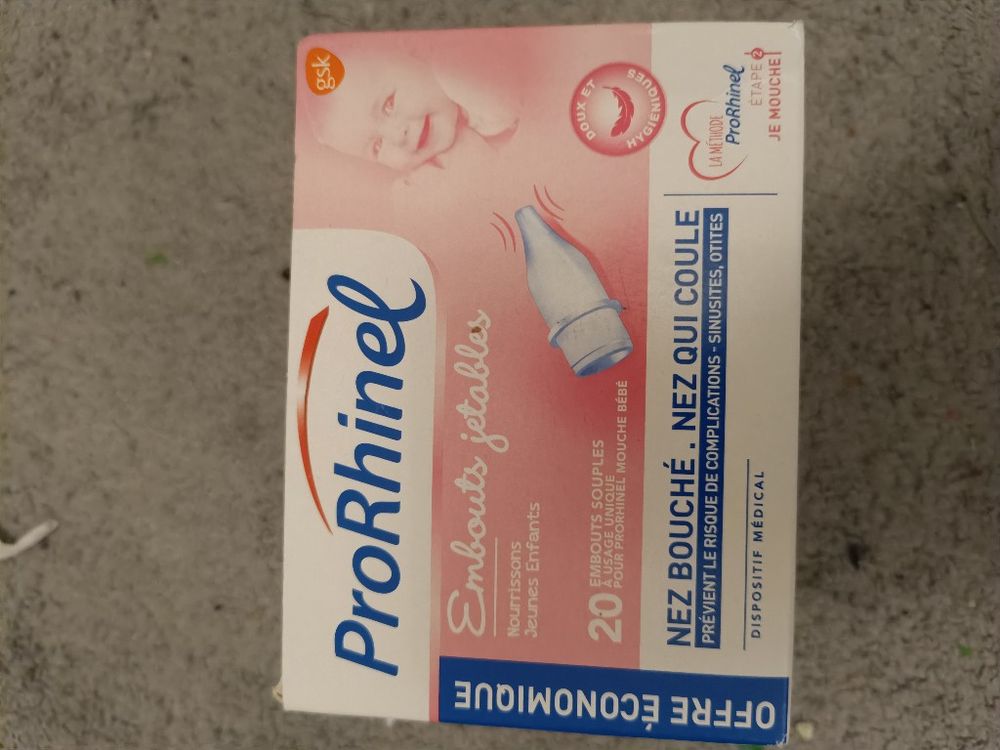 gsk
ProRhinel
Embouts jetables
Nourrissons
Jeunes Enfants
DOUX ET
HYGIÉNIQUES
20 EMBOUTS SOUPLES
À USAGE UNIQUE
POUR PRORHINEL MOUCHE BÉBÉ
NEZ BOUCHÉ . NEZ QUI COULE
PRÉVIENT LE RISQUE DE COMPLICATIONS - SINUSITES, OTITES
DISPOSITIF MÉDICAL
LA MÉTHODE
ProRhinel
ÉTAPE 2
JE MOUCHE
OFFRE ÉCONOMIQUE